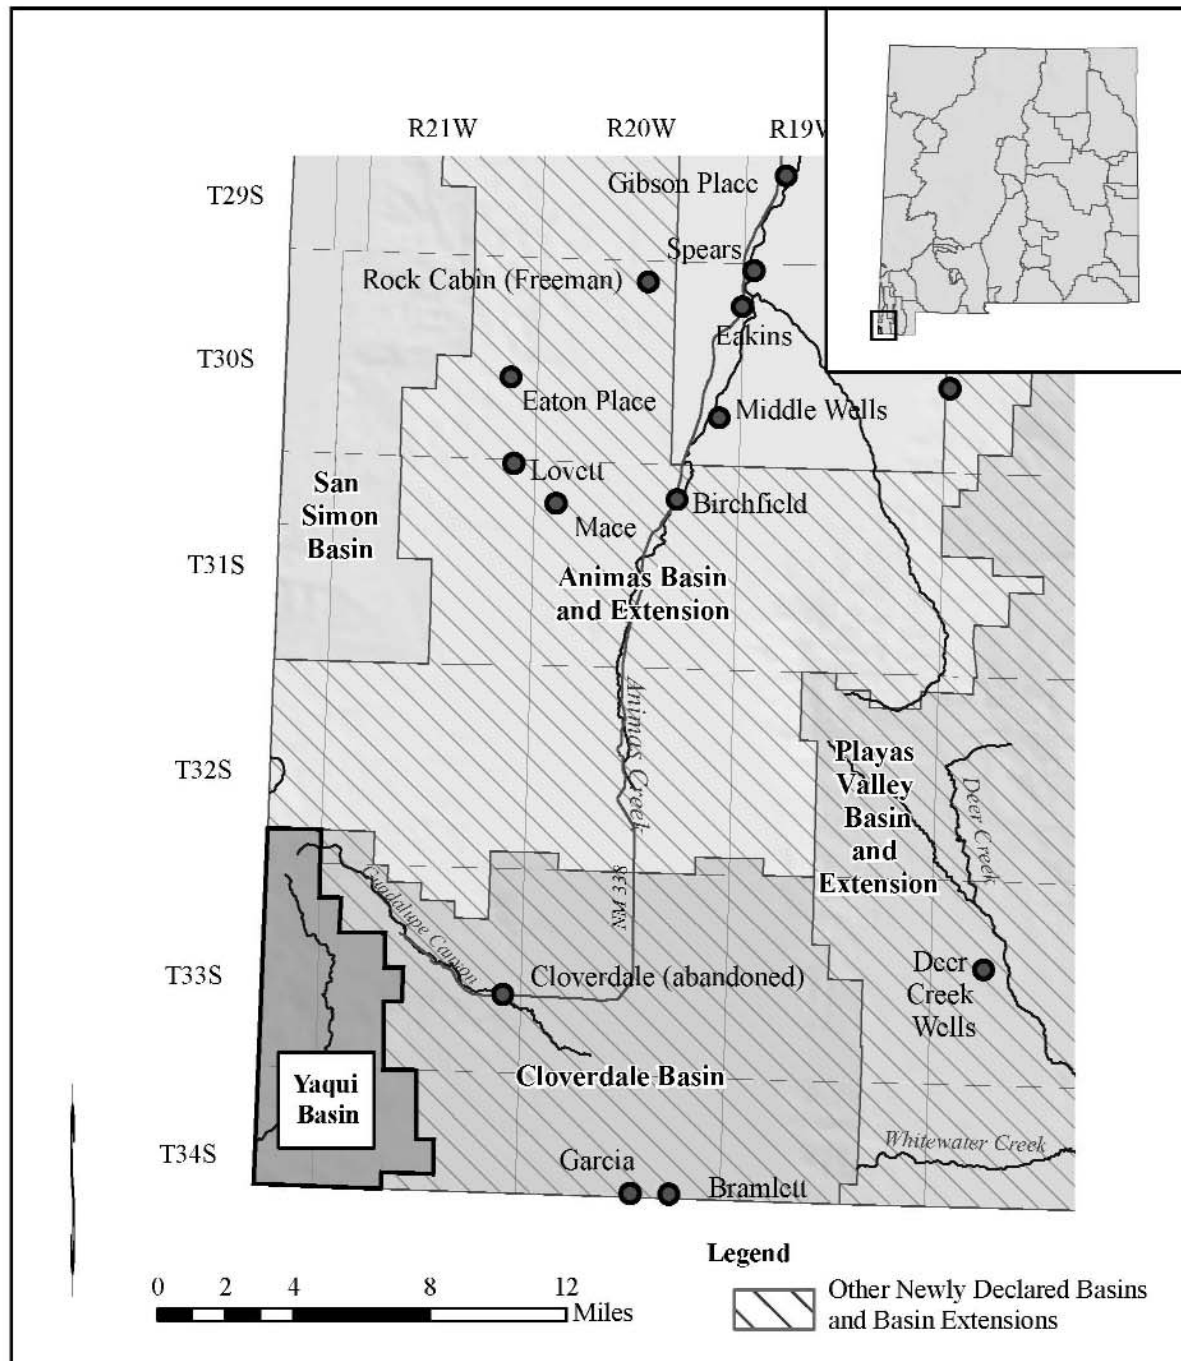 R21W
R20W
R19W
T29S
Gibson Place
Spears
Rock Cabin (Freeman)
Eakins
T30S
Eaton Place
Middle Wells
Lovett
San
Simon
Basin
Mace
Birchfield
T31S
Animas Basin
and Extension
Animas Creek
T32S
Playas
Valley
Basin
and
Extension
Deer Creek
NM 338
Guadalupe Canyon
T33S
Cloverdale (abandoned)
Deer
Creek
Wells
Cloverdale Basin
Yaqui
Basin
T34S
Whitewater Creek
Garcia
Bramlett
Legend
0 2 4 8 12
Miles
Other Newly Declared Basins
and Basin Extensions